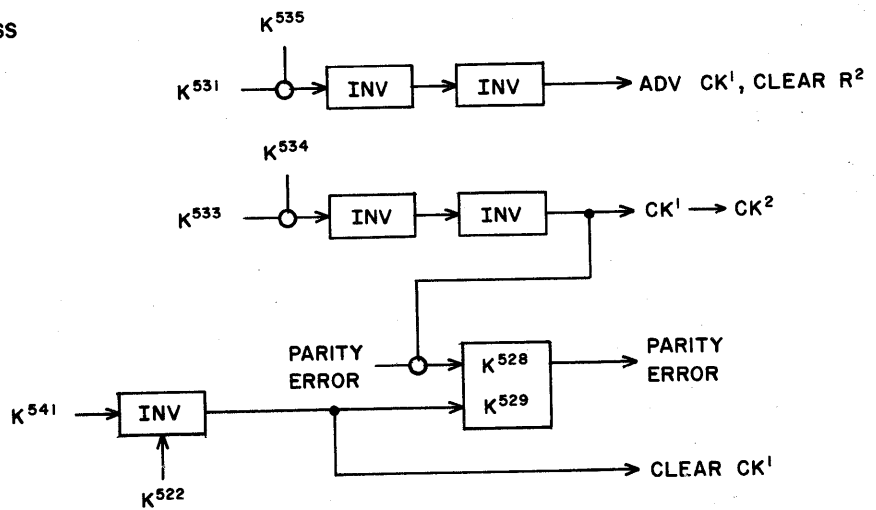 SS
K⁵³⁵
K⁵³¹ INV INV ADV CK¹, CLEAR R²
K⁵³⁴
K⁵³³ INV INV CK¹ → CK²
PARITY
ERROR
K⁵²⁸
K⁵²⁹
PARITY
ERROR
K⁵⁴¹ INV
K⁵²²
CLEAR CK¹